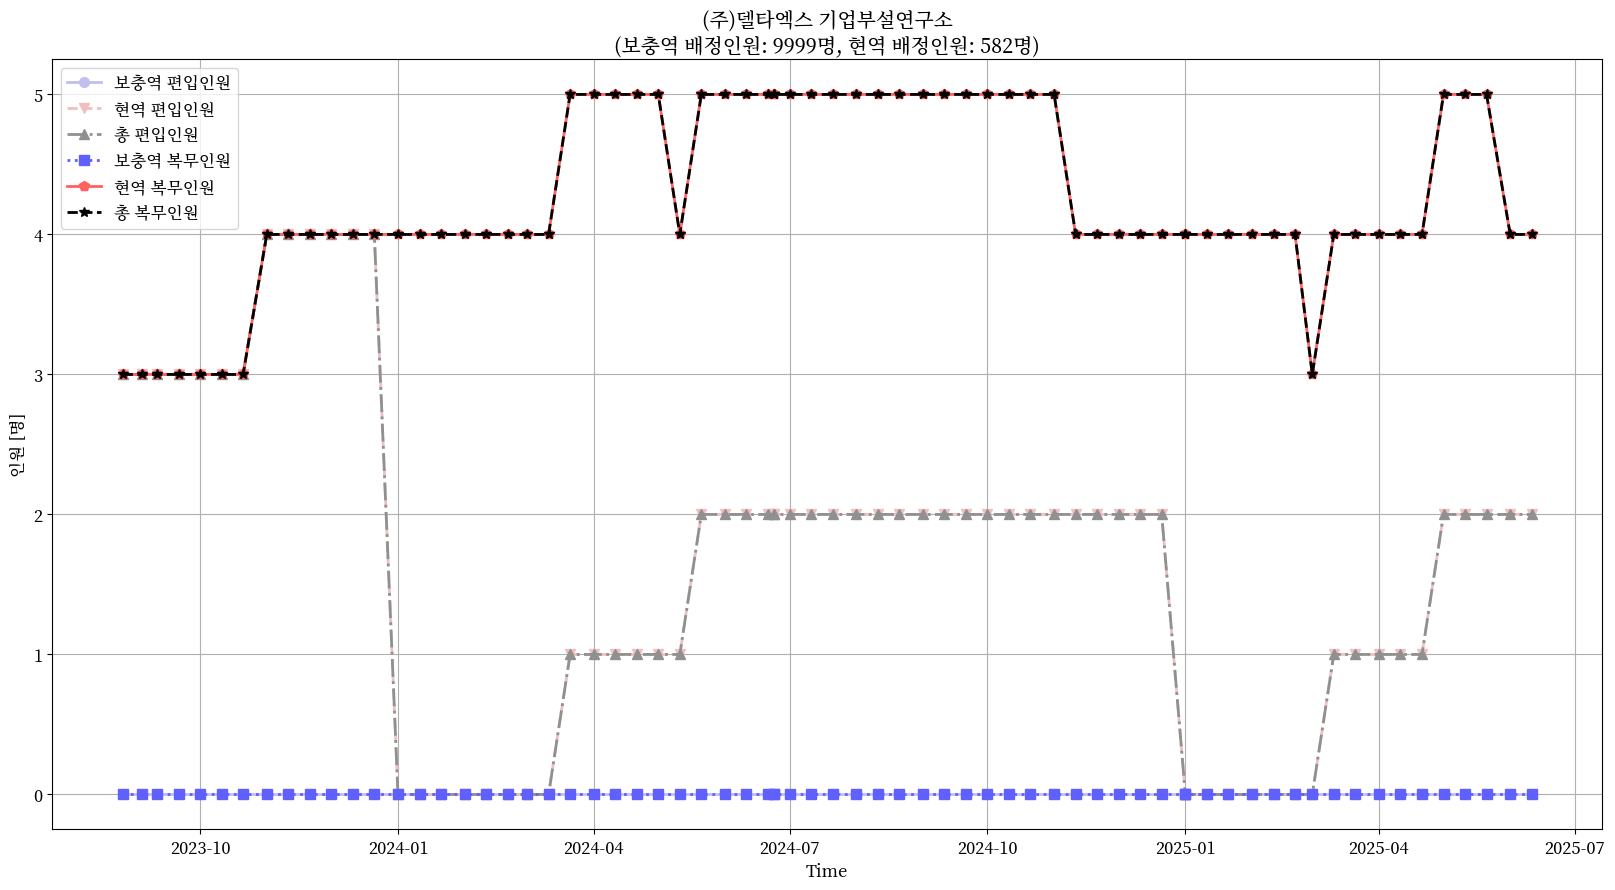 (주)델타엑스 기업부설연구소
(보충역 배정인원: 9999명, 현역 배정인원: 582명)
보충역 편입인원
현역 편입인원
총 편입인원
보충역 복무인원
현역 복무인원
총 복무인원
5
4
3
2
1
0
인원 [명]
2023-10
2024-01
2024-04
2024-07
2024-10
2025-01
2025-04
2025-07
Time